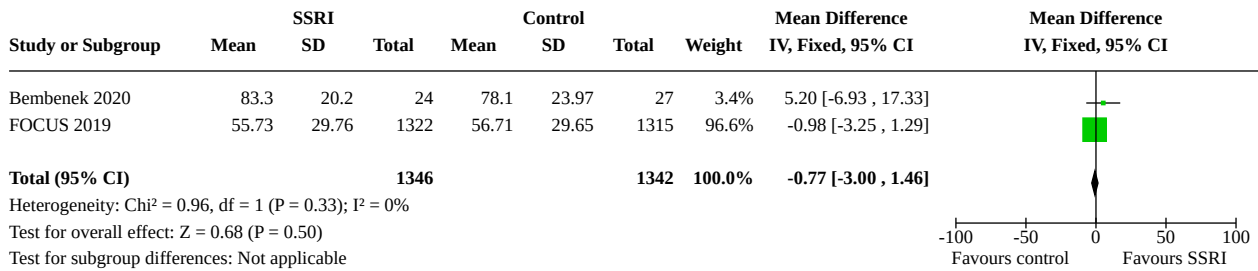 SSRI Control Mean Difference Mean Difference
Study or Subgroup Mean SD Total Mean SD Total Weight IV, Fixed, 95% CI IV, Fixed, 95% CI
Bembenek 2020 83.3 20.2 24 78.1 23.97 27 3.4% 5.20 [-6.93 , 17.33]
FOCUS 2019 55.73 29.76 1322 56.71 29.65 1315 96.6% -0.98 [-3.25 , 1.29]
Total (95% CI) 1346 1342 100.0% -0.77 [-3.00 , 1.46]
Heterogeneity: Chi² = 0.96, df = 1 (P = 0.33); I² = 0%
Test for overall effect: Z = 0.68 (P = 0.50)
-100 -50 0 50 100
Test for subgroup differences: Not applicable
Favours control Favours SSRI